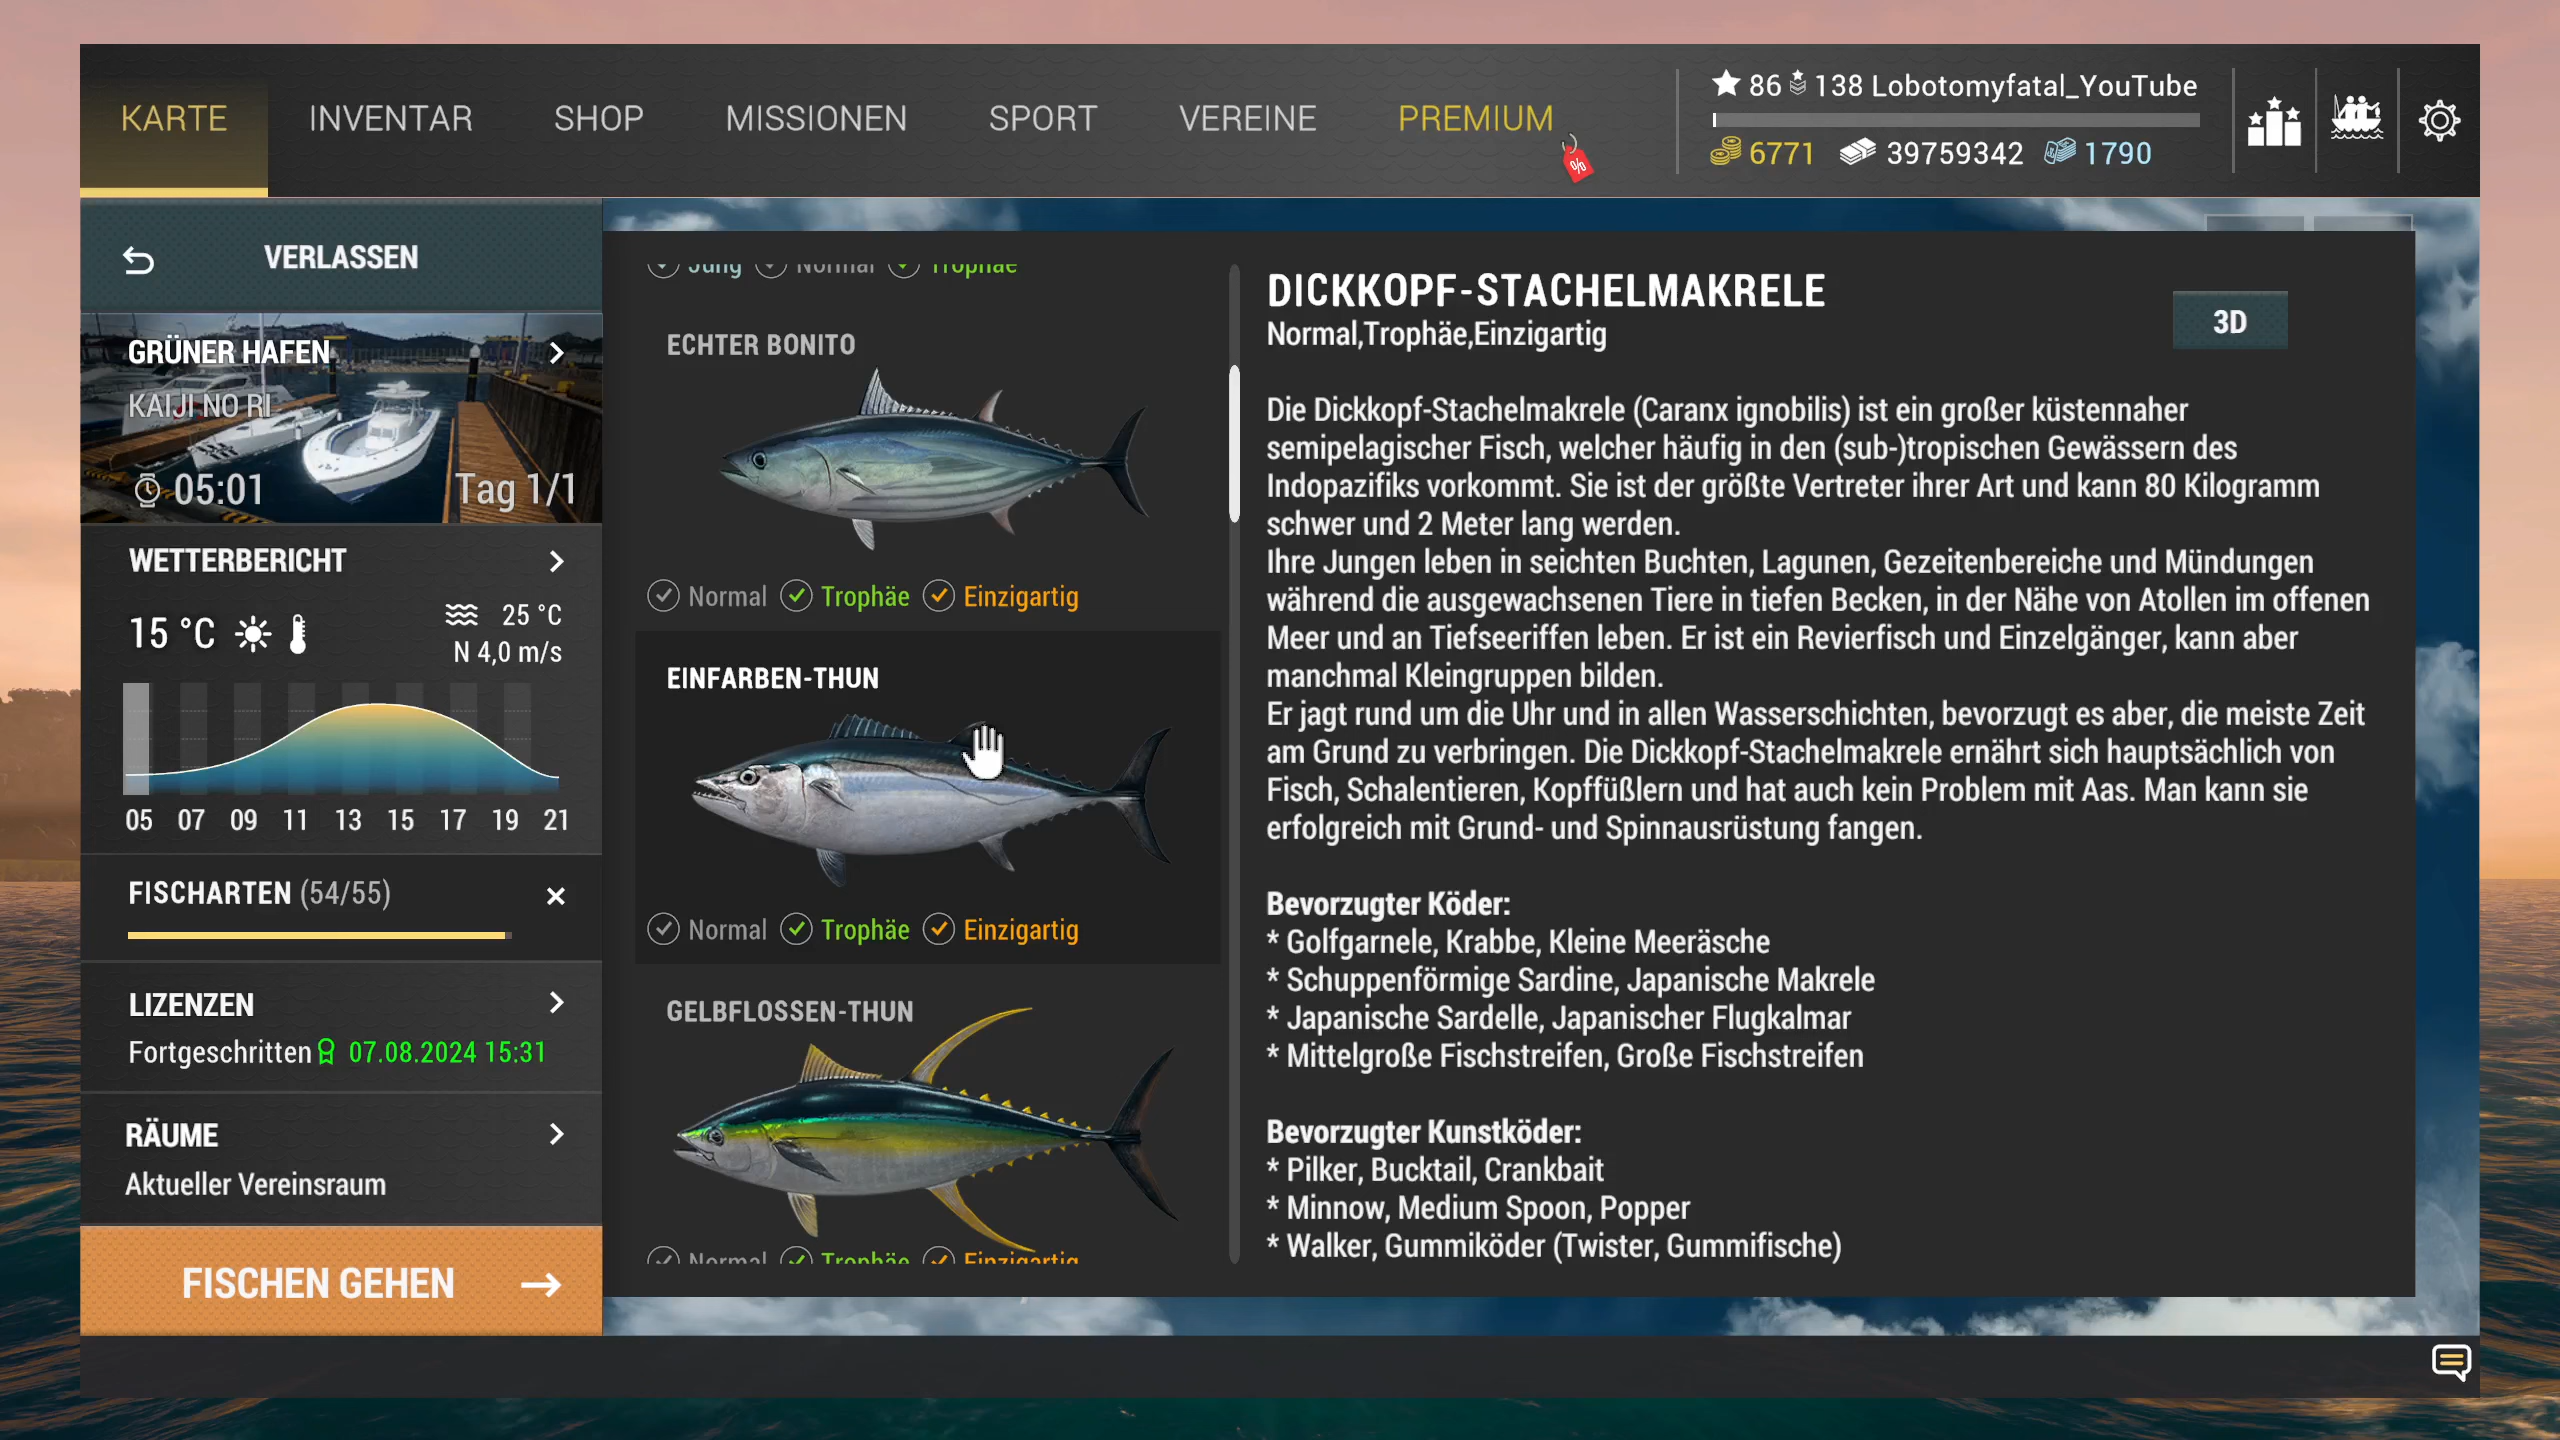 KARTE
INVENTAR
SHOP
MISSIONEN
SPORT
VEREINE
PREMIUM
%
86 138 Lobotomyfatal_YouTube
6771 39759342 1790
VERLASSEN
GRÜNER HAFEN
KAIJI NO RI
05:01
Tag 1/1
WETTERBERICHT
15 °C
25 °C
N 4,0 m/s
05 07 09 11 13 15 17 19 21
FISCHARTEN (54/55)
LIZENZEN
Fortgeschritten 07.08.2024 15:31
RÄUME
Aktueller Vereinsraum
FISCHEN GEHEN
Jung Normal Trophäe
ECHTER BONITO
Normal Trophäe Einzigartig
EINFARBEN-THUN
Normal Trophäe Einzigartig
GELBFLOSSEN-THUN
Normal Trophäe Einzigartig
DICKKOPF-STACHELMAKRELE
Normal,Trophäe,Einzigartig
3D
Die Dickkopf-Stachelmakrele (Caranx ignobilis) ist ein großer küstennaher
semipelagischer Fisch, welcher häufig in den (sub-)tropischen Gewässern des
Indopazifiks vorkommt. Sie ist der größte Vertreter ihrer Art und kann 80 Kilogramm
schwer und 2 Meter lang werden.
Ihre Jungen leben in seichten Buchten, Lagunen, Gezeitenbereiche und Mündungen
während die ausgewachsenen Tiere in tiefen Becken, in der Nähe von Atollen im offenen
Meer und an Tiefseeriffen leben. Er ist ein Revierfisch und Einzelgänger, kann aber
manchmal Kleingruppen bilden.
Er jagt rund um die Uhr und in allen Wasserschichten, bevorzugt es aber, die meiste Zeit
am Grund zu verbringen. Die Dickkopf-Stachelmakrele ernährt sich hauptsächlich von
Fisch, Schalentieren, Kopffüßlern und hat auch kein Problem mit Aas. Man kann sie
erfolgreich mit Grund- und Spinnausrüstung fangen.
Bevorzugter Köder:
* Golfgarnele, Krabbe, Kleine Meeräsche
* Schuppenförmige Sardine, Japanische Makrele
* Japanische Sardelle, Japanischer Flugkalmar
* Mittelgroße Fischstreifen, Große Fischstreifen
Bevorzugter Kunstköder:
* Pilker, Bucktail, Crankbait
* Minnow, Medium Spoon, Popper
* Walker, Gummiköder (Twister, Gummifische)